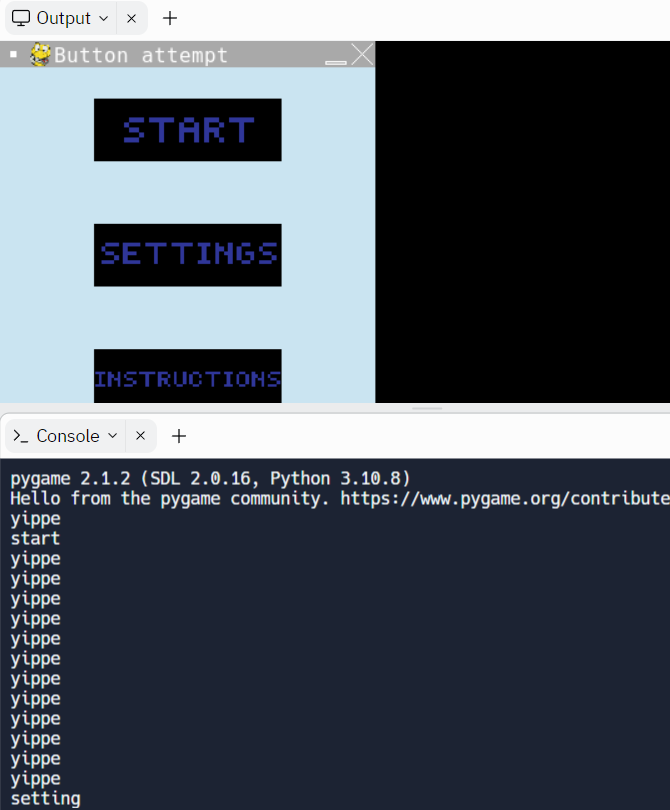 Output
Button attempt
START
SETTINGS
INSTRUCTIONS
Console
pygame 2.1.2 (SDL 2.0.16, Python 3.10.8)
Hello from the pygame community. https://www.pygame.org/contribute
yippe
start
yippe
yippe
yippe
yippe
yippe
yippe
yippe
yippe
yippe
yippe
yippe
yippe
setting